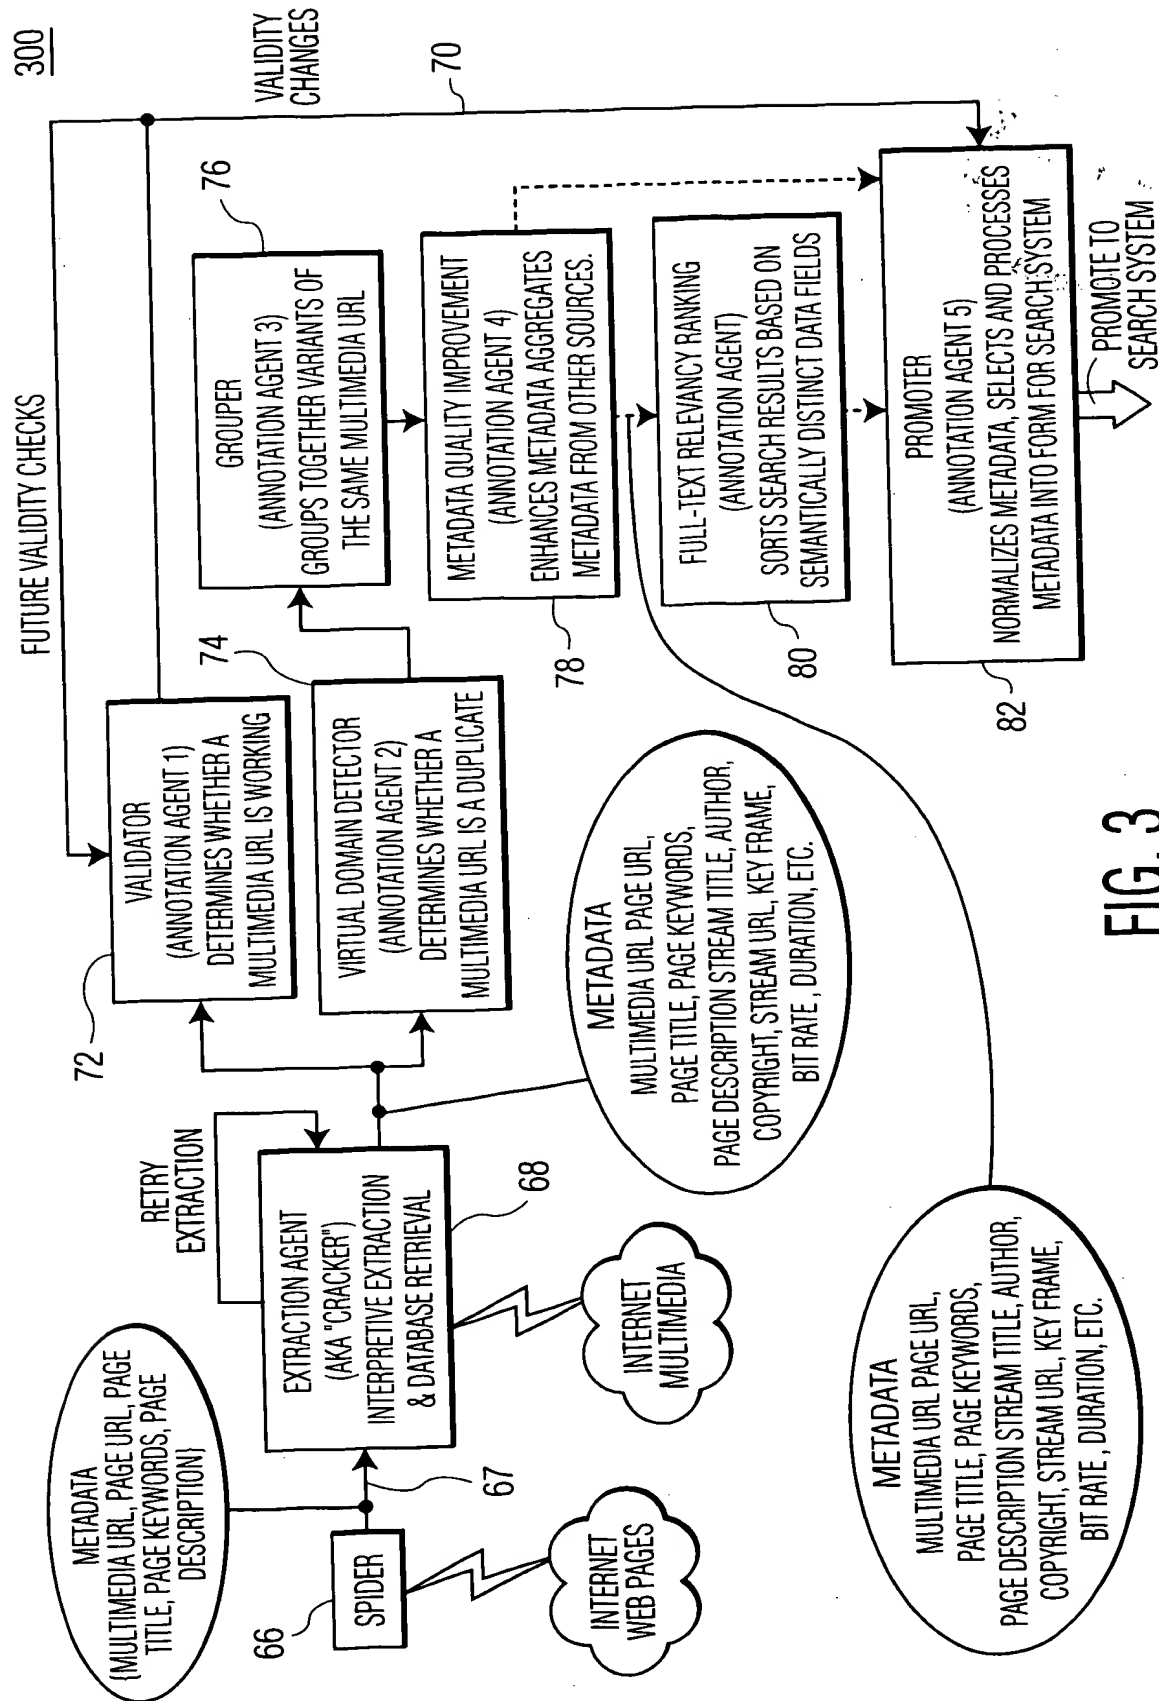 300
METADATA
{MULTIMEDIA URL, PAGE URL, PAGE
TITLE, PAGE KEYWORDS, PAGE
DESCRIPTION}
66
SPIDER
67
INTERNET
WEB PAGES
RETRY
EXTRACTION
EXTRACTION AGENT
(AKA "CRACKER")
INTERPRETIVE EXTRACTION
& DATABASE RETRIEVAL
68
INTERNET
MULTIMEDIA
FUTURE VALIDITY CHECKS
72
VALIDATOR
(ANNOTATION AGENT 1)
DETERMINES WHETHER A
MULTIMEDIA URL IS WORKING
74
VIRTUAL DOMAIN DETECTOR
(ANNOTATION AGENT 2)
DETERMINES WHETHER A
MULTIMEDIA URL IS A DUPLICATE
METADATA
MULTIMEDIA URL PAGE URL,
PAGE TITLE, PAGE KEYWORDS,
PAGE DESCRIPTION STREAM TITLE, AUTHOR,
COPYRIGHT, STREAM URL, KEY FRAME,
BIT RATE , DURATION, ETC.
76
GROUPER
(ANNOTATION AGENT 3)
GROUPS TOGETHER VARIANTS OF
THE SAME MULTIMEDIA URL
METADATA QUALITY IMPROVEMENT
(ANNOTATION AGENT 4)
ENHANCES METADATA AGGREGATES
METADATA FROM OTHER SOURCES.
78
FULL-TEXT RELEVANCY RANKING
(ANNOTATION AGENT)
SORTS SEARCH RESULTS BASED ON
SEMANTICALLY DISTINCT DATA FIELDS
80
VALIDITY
CHANGES
70
PROMOTER
(ANNOTATION AGENT 5)
NORMALIZES METADATA, SELECTS AND PROCESSES
METADATA INTO FORM FOR SEARCH SYSTEM
82
PROMOTE TO
SEARCH SYSTEM
METADATA
MULTIMEDIA URL PAGE URL,
PAGE TITLE, PAGE KEYWORDS,
PAGE DESCRIPTION STREAM TITLE, AUTHOR,
COPYRIGHT, STREAM URL, KEY FRAME,
BIT RATE , DURATION, ETC.
FIG. 3